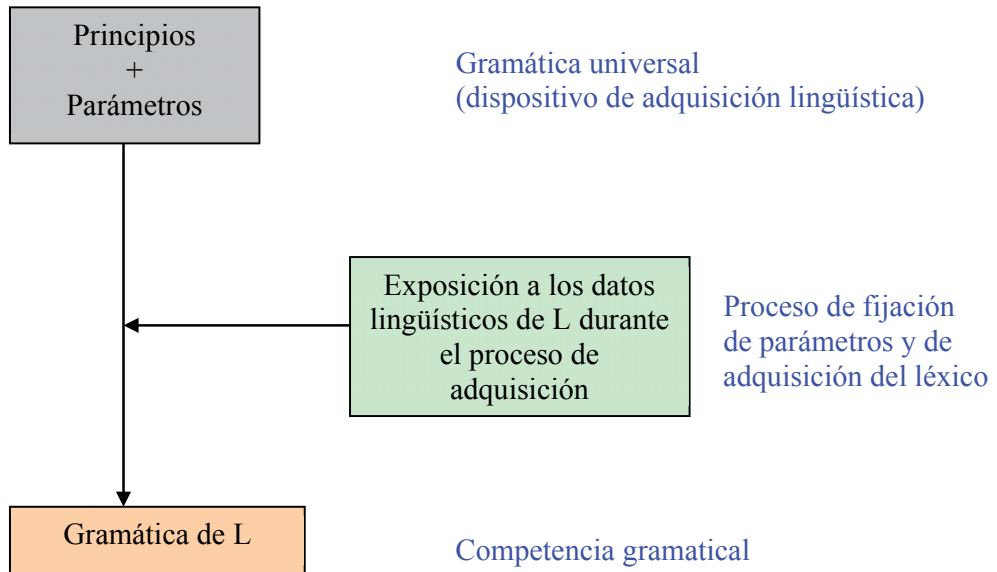 Principios
+
Parámetros
Gramática universal
(dispositivo de adquisición lingüística)
Exposición a los datos
lingüísticos de L durante
el proceso de
adquisición
Proceso de fijación
de parámetros y de
adquisición del léxico
Gramática de L
Competencia gramatical